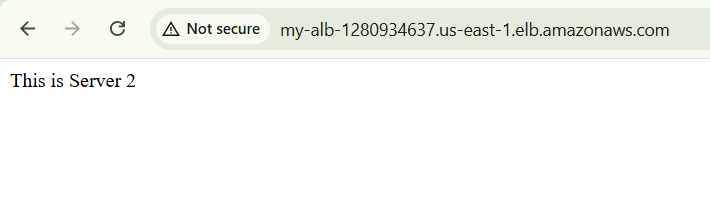 Not secure my-alb-1280934637.us-east-1.elb.amazonaws.com
This is Server 2